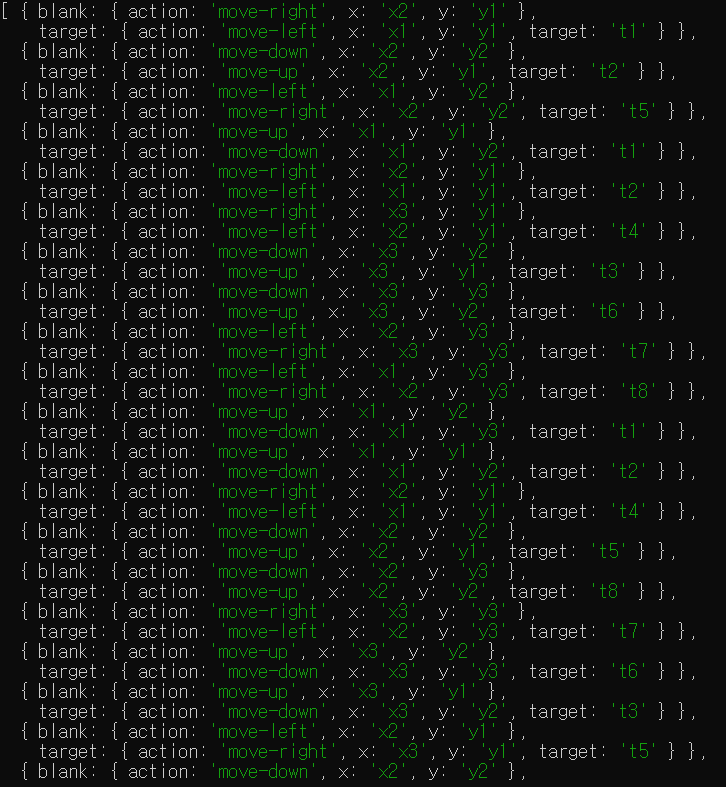 [ { blank: { action: 'move-right', x: 'x2', y: 'y1' },
target: { action: 'move-left', x: 'x1', y: 'y1', target: 't1' } },
{ blank: { action: 'move-down', x: 'x2', y: 'y2' },
target: { action: 'move-up', x: 'x2', y: 'y1', target: 't2' } },
{ blank: { action: 'move-left', x: 'x1', y: 'y2' },
target: { action: 'move-right', x: 'x2', y: 'y2', target: 't5' } },
{ blank: { action: 'move-up', x: 'x1', y: 'y1' },
target: { action: 'move-down', x: 'x1', y: 'y2', target: 't1' } },
{ blank: { action: 'move-right', x: 'x2', y: 'y1' },
target: { action: 'move-left', x: 'x1', y: 'y1', target: 't2' } },
{ blank: { action: 'move-right', x: 'x3', y: 'y1' },
target: { action: 'move-left', x: 'x2', y: 'y1', target: 't4' } },
{ blank: { action: 'move-down', x: 'x3', y: 'y2' },
target: { action: 'move-up', x: 'x3', y: 'y1', target: 't3' } },
{ blank: { action: 'move-down', x: 'x3', y: 'y3' },
target: { action: 'move-up', x: 'x3', y: 'y2', target: 't6' } },
{ blank: { action: 'move-left', x: 'x2', y: 'y3' },
target: { action: 'move-right', x: 'x3', y: 'y3', target: 't7' } },
{ blank: { action: 'move-left', x: 'x1', y: 'y3' },
target: { action: 'move-right', x: 'x2', y: 'y3', target: 't8' } },
{ blank: { action: 'move-up', x: 'x1', y: 'y2' },
target: { action: 'move-down', x: 'x1', y: 'y3', target: 't1' } },
{ blank: { action: 'move-up', x: 'x1', y: 'y1' },
target: { action: 'move-down', x: 'x1', y: 'y2', target: 't2' } },
{ blank: { action: 'move-right', x: 'x2', y: 'y1' },
target: { action: 'move-left', x: 'x1', y: 'y1', target: 't4' } },
{ blank: { action: 'move-down', x: 'x2', y: 'y2' },
target: { action: 'move-up', x: 'x2', y: 'y1', target: 't5' } },
{ blank: { action: 'move-down', x: 'x2', y: 'y3' },
target: { action: 'move-up', x: 'x2', y: 'y2', target: 't8' } },
{ blank: { action: 'move-right', x: 'x3', y: 'y3' },
target: { action: 'move-left', x: 'x2', y: 'y3', target: 't7' } },
{ blank: { action: 'move-up', x: 'x3', y: 'y2' },
target: { action: 'move-down', x: 'x3', y: 'y3', target: 't6' } },
{ blank: { action: 'move-up', x: 'x3', y: 'y1' },
target: { action: 'move-down', x: 'x3', y: 'y2', target: 't3' } },
{ blank: { action: 'move-left', x: 'x2', y: 'y1' },
target: { action: 'move-right', x: 'x3', y: 'y1', target: 't5' } },
{ blank: { action: 'move-down', x: 'x2', y: 'y2' },